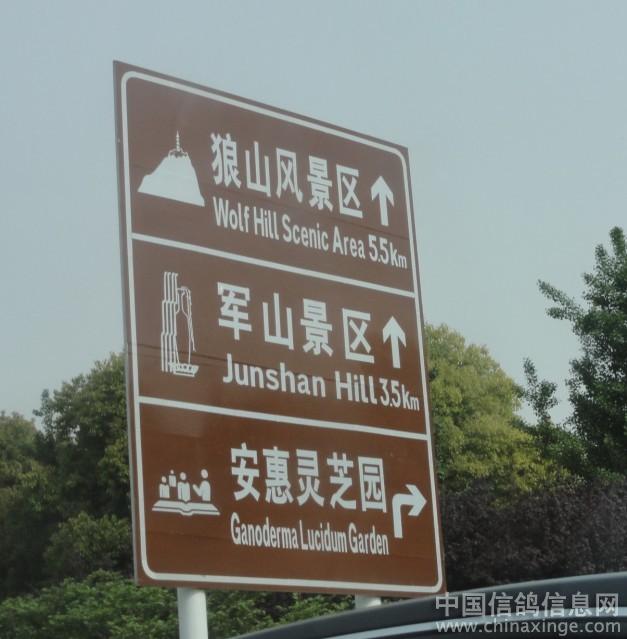 狼山风景区
Wolf Hill Scenic Area 5.5km
军山景区
Junshan Hill 3.5km
安惠灵芝园
Ganoderma Lucidum Garden
中国信鸽信息网
www.chinaxinge.com